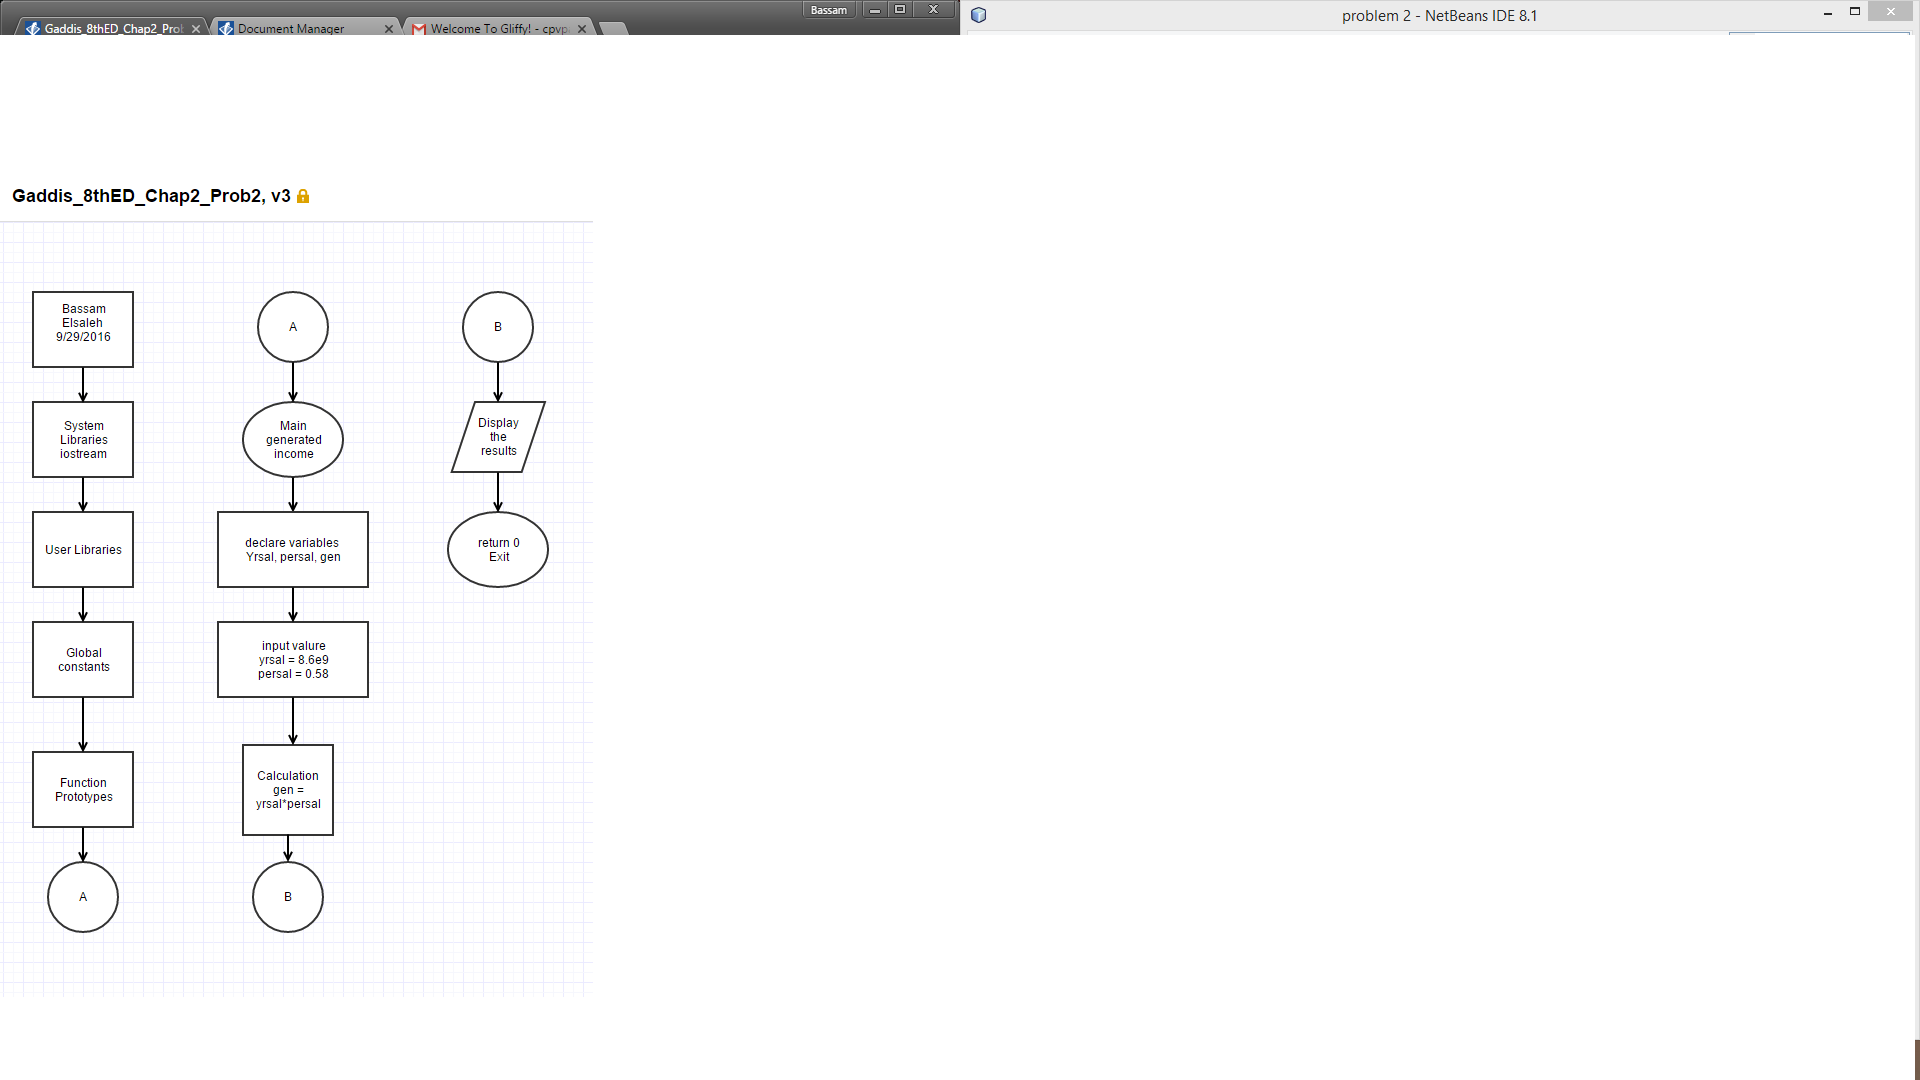 Bassam
Gaddis_8thED_Chap2_Prob
Document Manager
Welcome To Gliffy! - cpvp
problem 2 - NetBeans IDE 8.1
Gaddis_8thED_Chap2_Prob2, v3
Bassam
Elsaleh
9/29/2016
System
Libraries
iostream
User Libraries
Global
constants
Function
Prototypes
A
A
Main
generated
income
declare variables
Yrsal, persal, gen
input valure
yrsal = 8.6e9
persal = 0.58
Calculation
gen =
yrsal*persal
B
B
Display
the
results
return 0
Exit